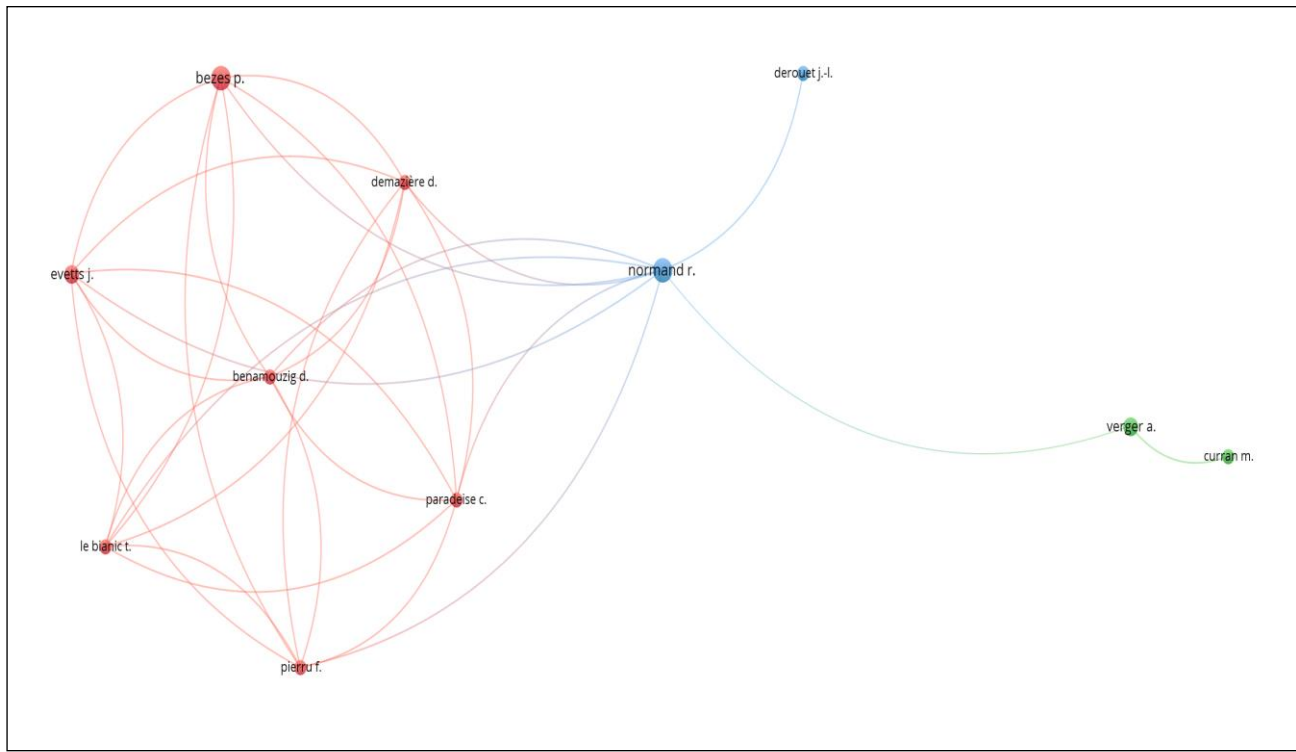 bezes p.
derouet j.-l.
demazière d.
evetts j.
normand r.
benamouzig d.
verger a.
curran m.
paradeise c.
le bianic t.
pierru f.